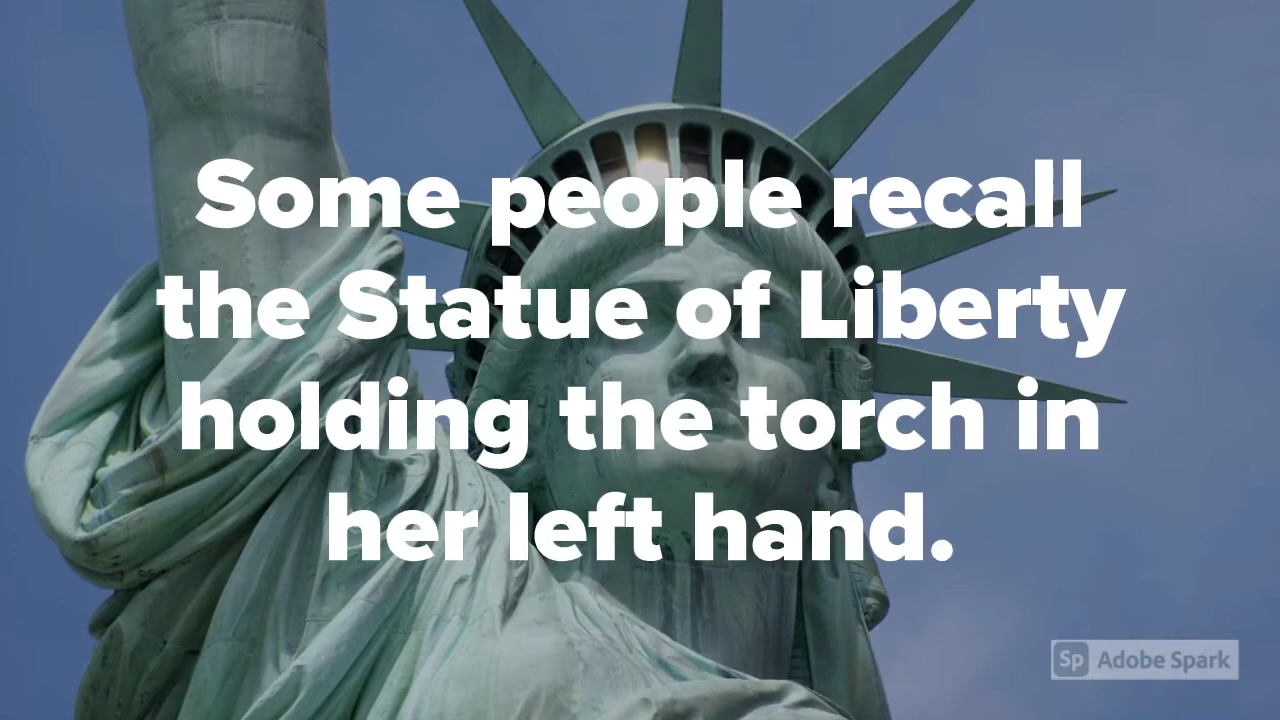 Some people recall
the Statue of Liberty
holding the torch in
her left hand.
Sp Adobe Spark